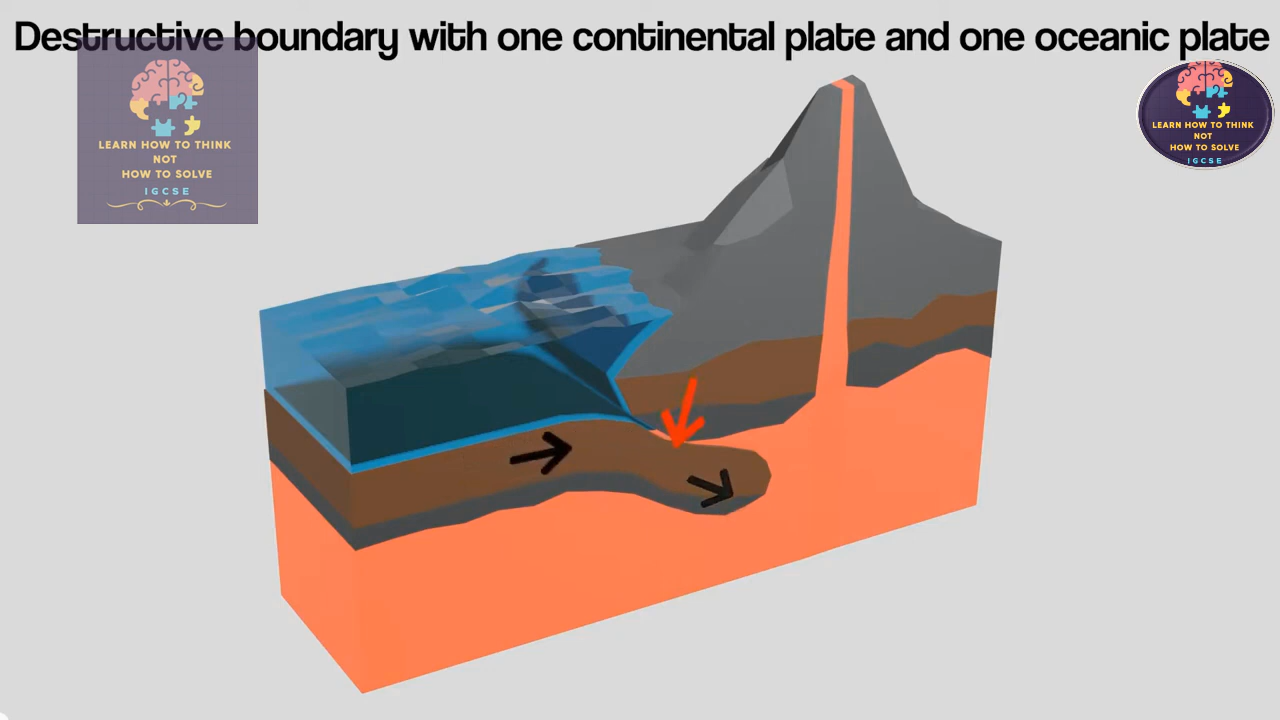 Destructive boundary with one continental plate and one oceanic plate
LEARN HOW TO THINK
NOT
HOW TO SOLVE
IGCSE
LEARN HOW TO THINK
NOT
HOW TO SOLVE
IGCSE